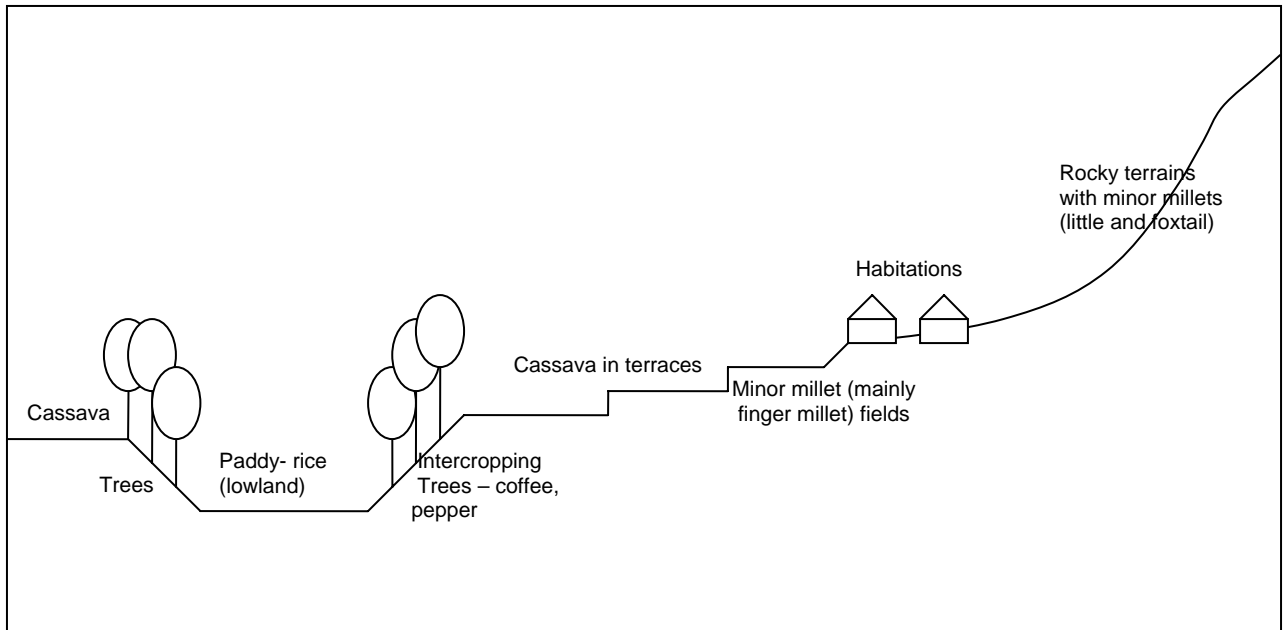 Rocky terrains
with minor millets
(little and foxtail)
Habitations
Cassava in terraces
Minor millet (mainly
finger millet) fields
Cassava
Trees
Paddy- rice
(lowland)
Intercropping
Trees – coffee,
pepper